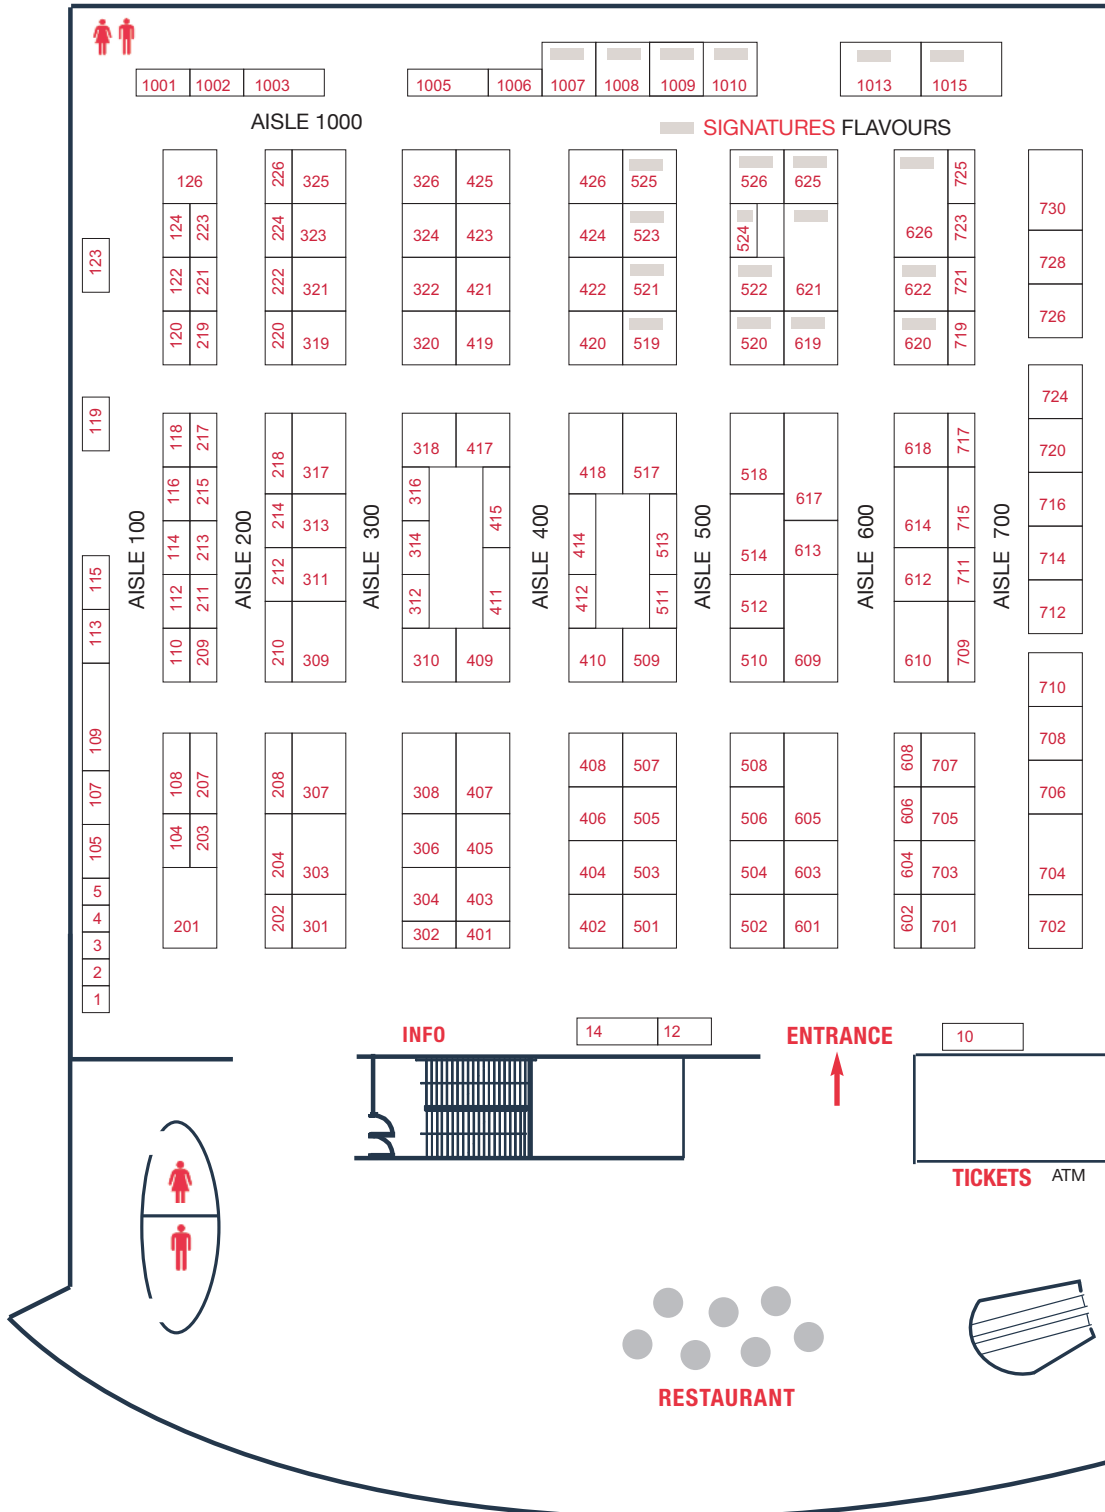 1001 1002 1003 1005 1006 1007 1008 1009 1010 1013 1015
AISLE 1000
SIGNATURES FLAVOURS
126 226 325 326 425 426 525 526 625 626 725 730
124 223 224 323 324 423 424 523 524 723
123 122 221 222 321 322 421 422 521 522 621 622 721 728
120 219 220 319 320 419 420 519 520 619 620 719 726
119 118 217 218 317 318 417 418 517 518 617 618 717 724
116 215 316 720
114 213 214 313 314 415 414 513 514 613 614 715 716
AISLE 100
AISLE 200
AISLE 300
AISLE 400
AISLE 500
AISLE 600
AISLE 700
115 112 211 212 311 312 411 412 511 512 612 711 714
113 712
110 209 210 309 310 409 410 509 510 609 610 709 710
109 108 207 208 307 308 407 408 507 508 608 707 708
107 406 505 506 605 606 705 706
105 104 203 204 303 306 405 404 503 504 603 604 703 704
5 304 403
4 201 202 301 302 401 402 501 502 601 602 701 702
3
2
1
INFO 14 12 ENTRANCE 10
TICKETS ATM
RESTAURANT